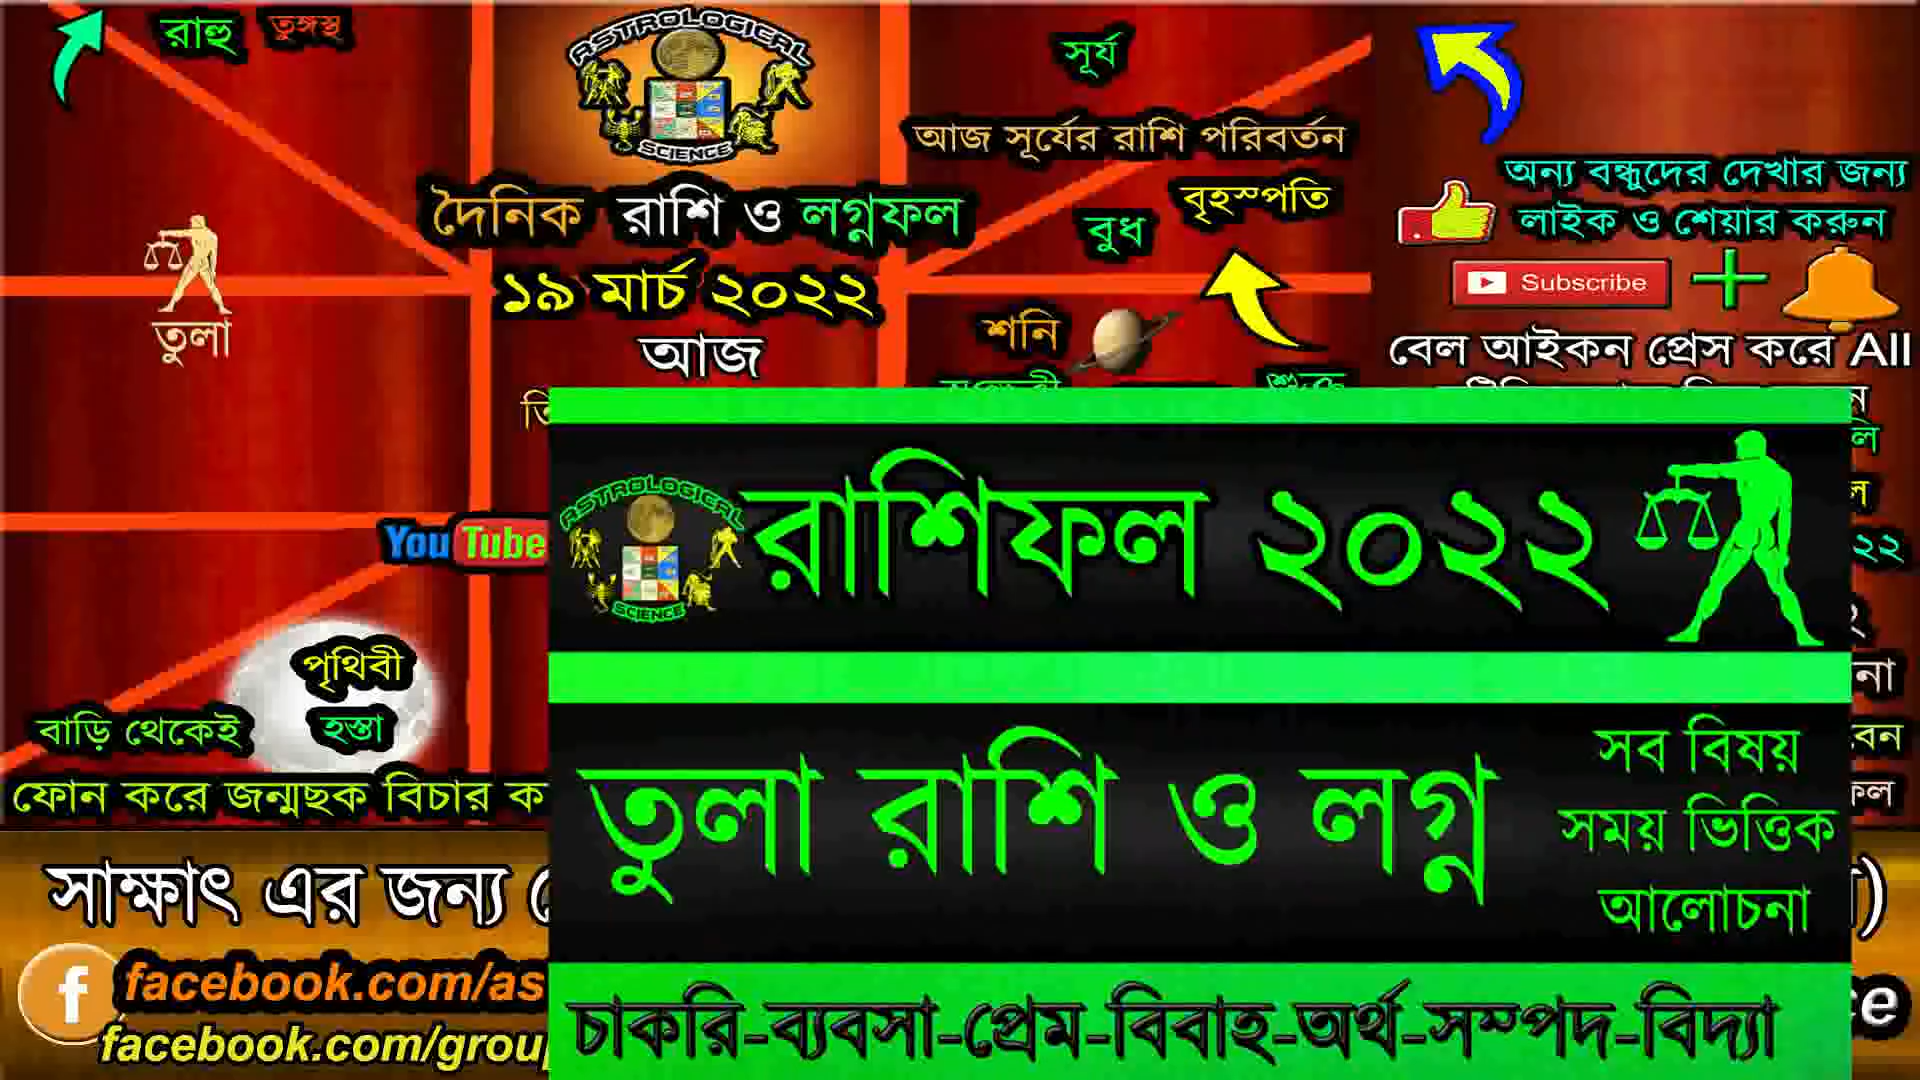 রাহু তুঙ্গস্থ
ASTROLOGICAL
SCIENCE
সূর্য
আজ সূর্যের রাশি পরিবর্তন
দৈনিক রাশি ও লগ্নফল
১৯ মার্চ ২০২২
আজ
বুধ
বৃহস্পতি
শনি
তুলা
অন্য বন্ধুদের দেখার জন্য
লাইক ও শেয়ার করুন
Subscribe
বেল আইকন প্রেস করে All
YouTube
পৃথিবী
হস্তা
বাড়ি থেকেই
ফোন করে জন্মছক বিচার
সাক্ষাৎ এর জন্য
facebook.com/as
facebook.com/grou
ASTROLOGICAL
SCIENCE
রাশিফল ২০২২
তুলা রাশি ও লগ্ন
সব বিষয়
সময় ভিত্তিক
আলোচনা
চাকরি-ব্যবসা-প্রেম-বিবাহ-অর্থ-সম্পদ-বিদ্যা